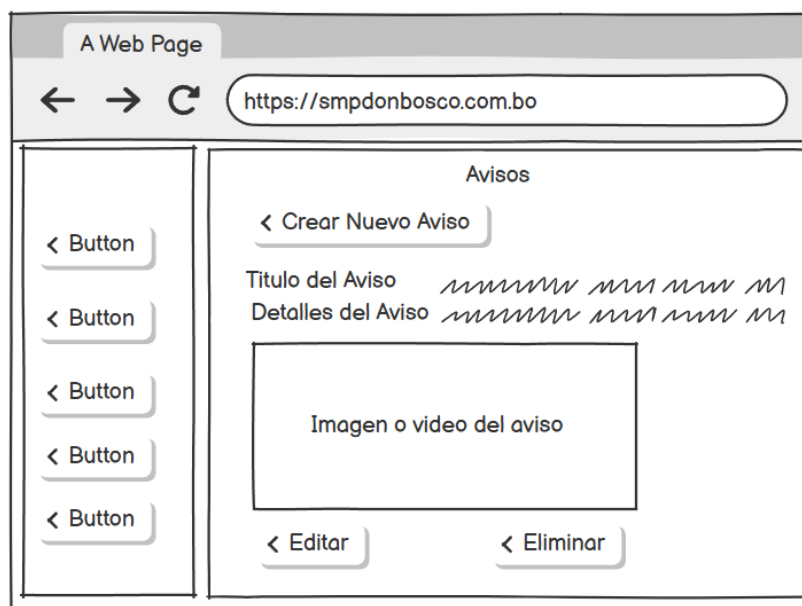 A Web Page
https://smpdonbosco.com.bo
Button
Button
Button
Button
Button
Avisos
Crear Nuevo Aviso
Titulo del Aviso
Detalles del Aviso
Imagen o video del aviso
Editar
Eliminar